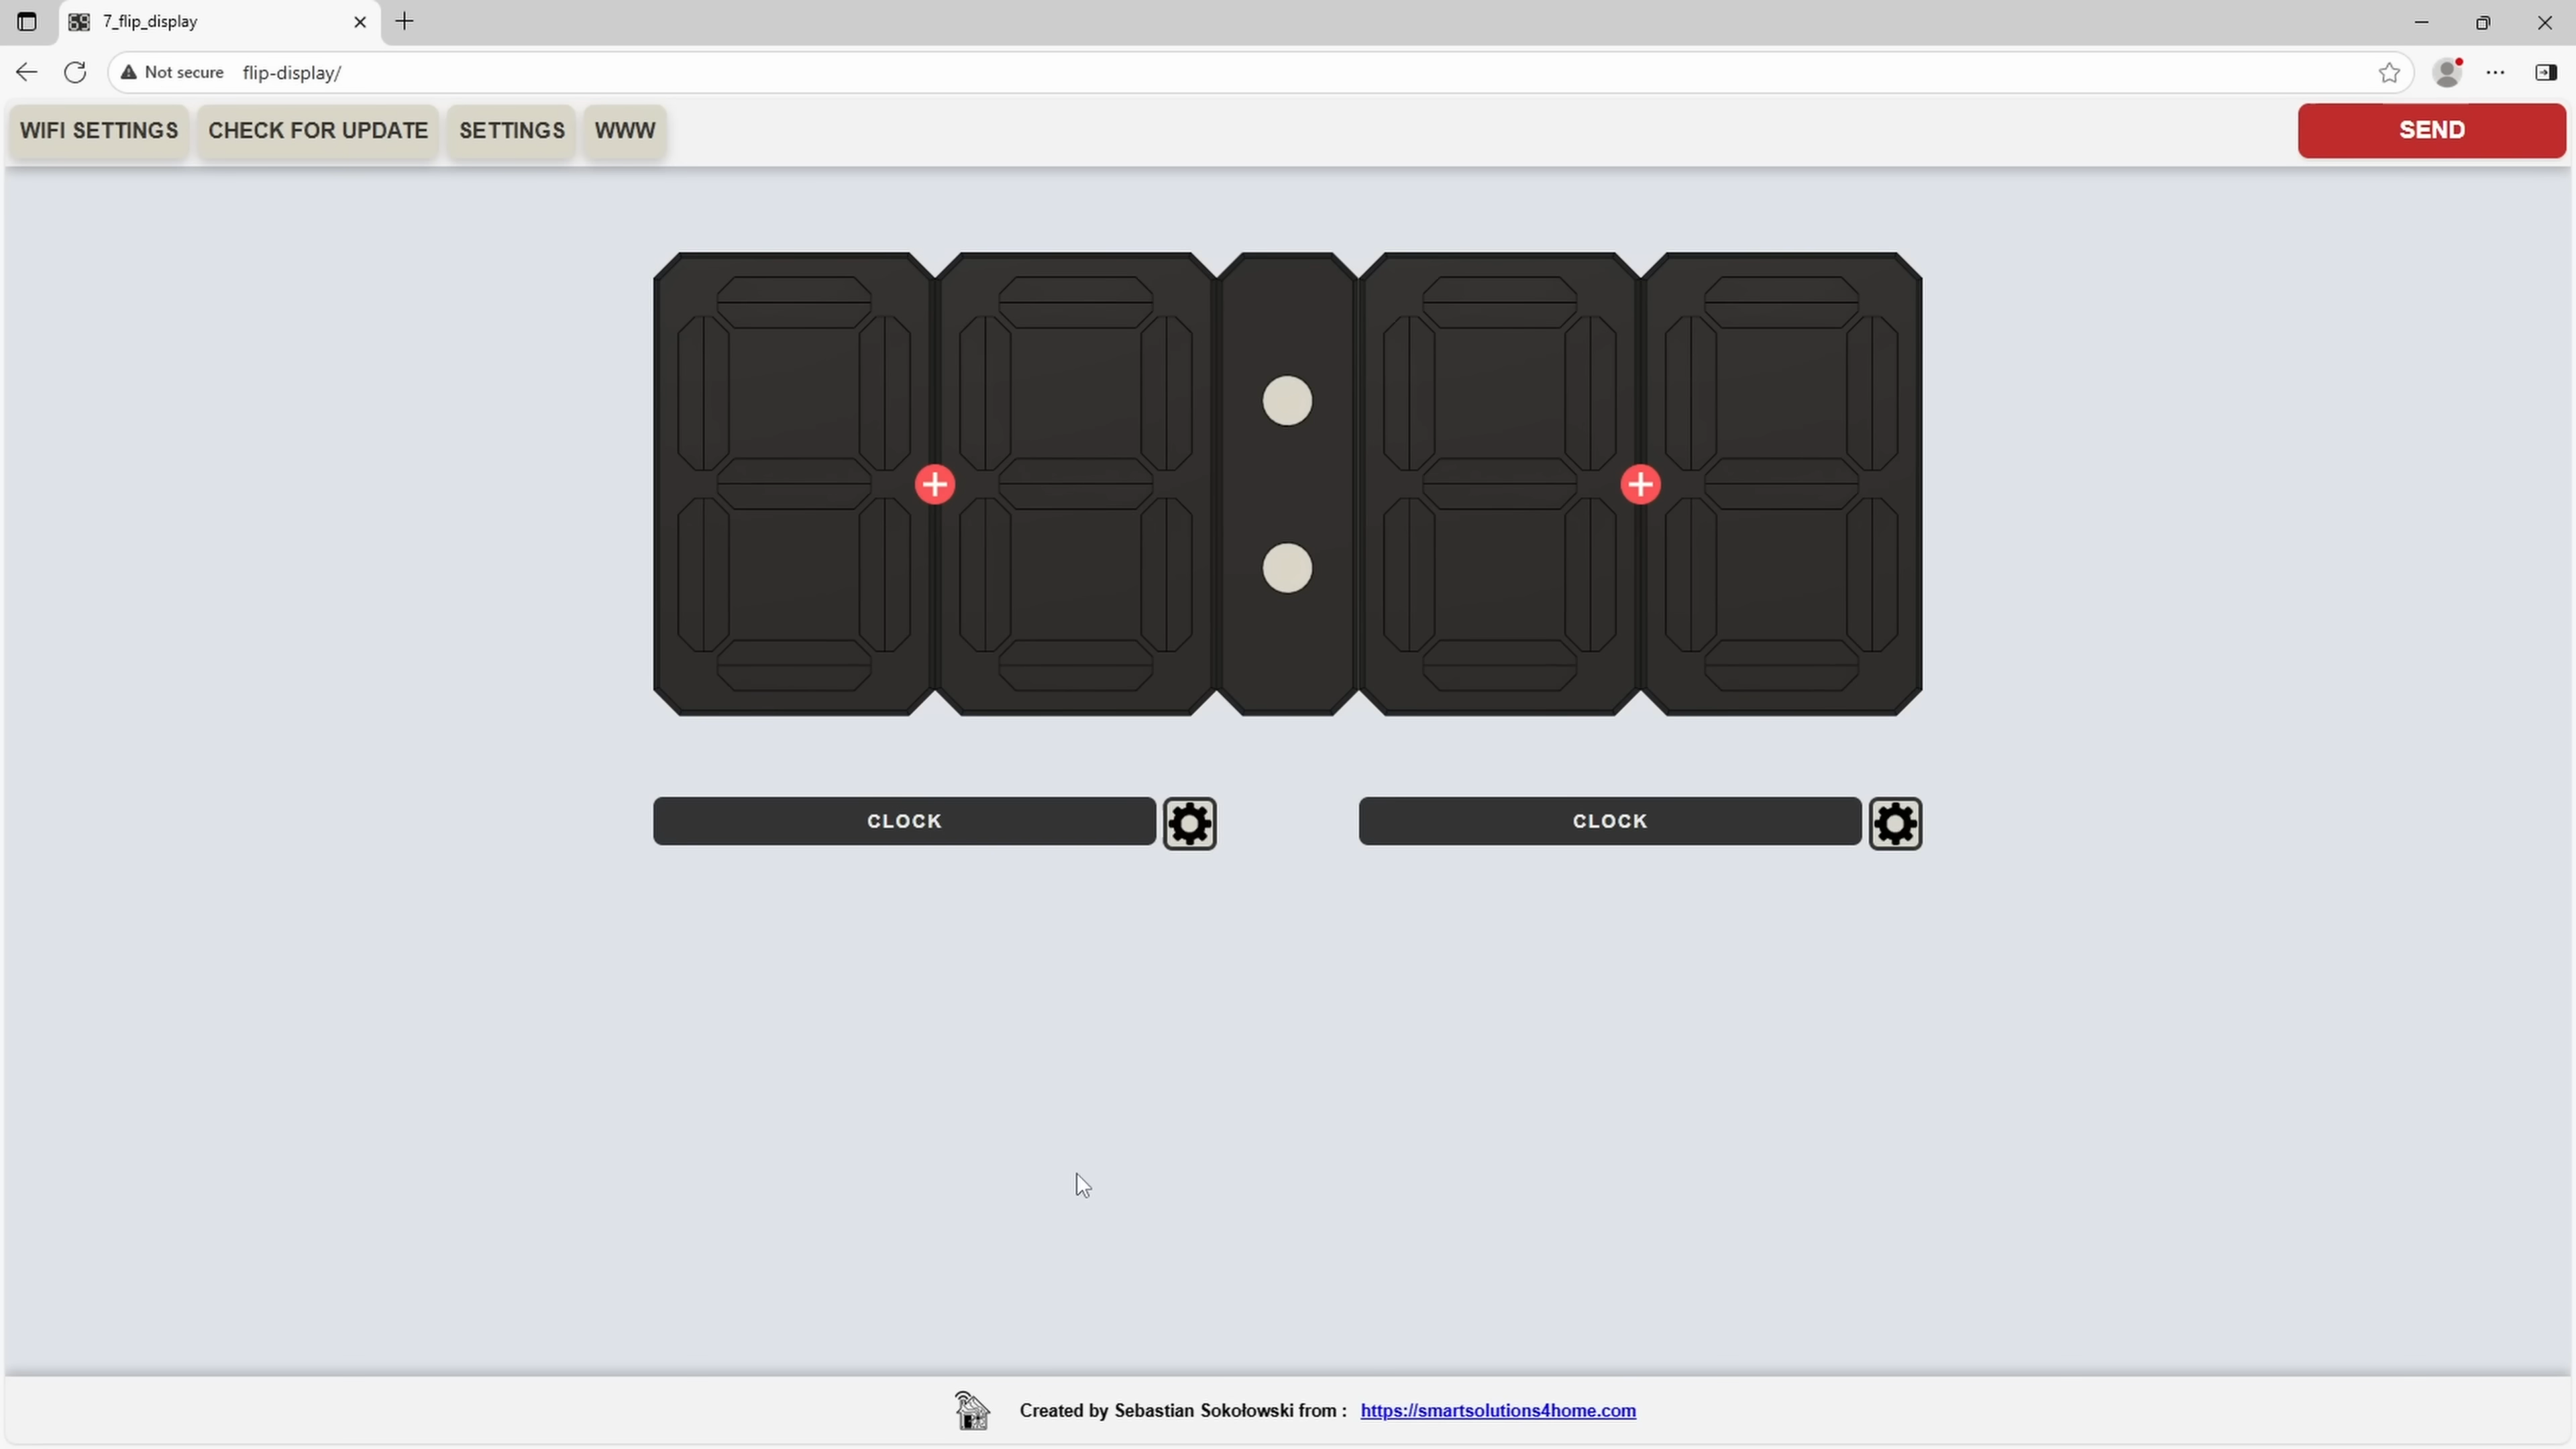 7_flip_display
Not secure flip-display/
WIFI SETTINGS CHECK FOR UPDATE SETTINGS WWW SEND
CLOCK CLOCK
Created by Sebastian Sokołowski from : https://smartsolutions4home.com